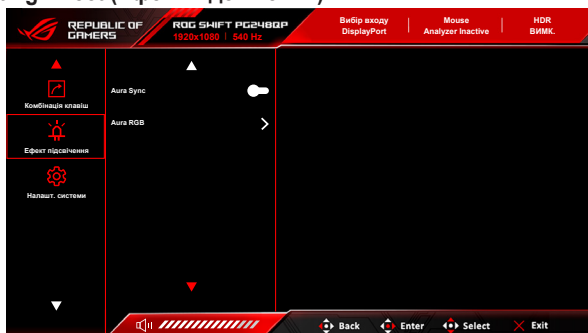 REPUBLIC OF
GAMERS
ROG SWIFT PG248QP
1920x1080 | 540 Hz
Вибір входу
DisplayPort
Mouse
Analyzer Inactive
HDR
ВИМК.
Комбінація клавіш
Ефект підсвічення
Налашт. системи
Aura Sync
Aura RGB
Back
Enter
Select
Exit